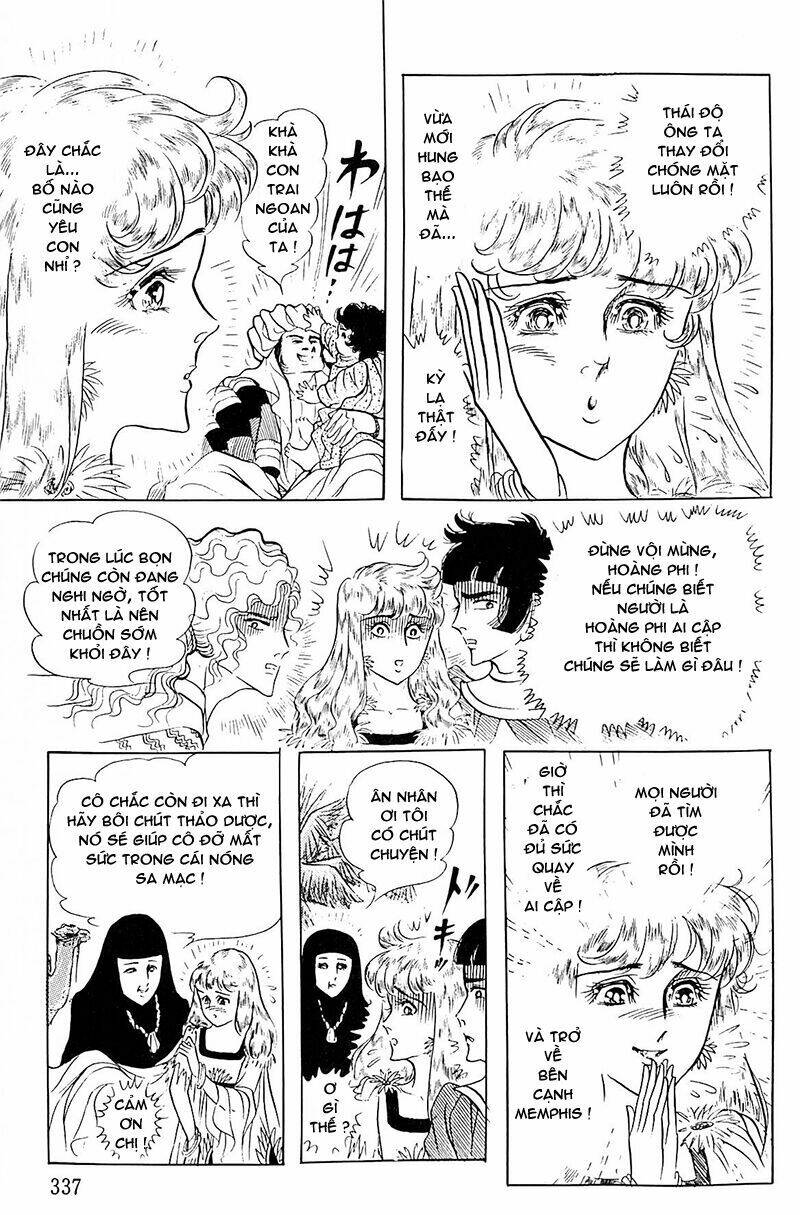 THÁI ĐỘ
ÔNG TA
THAY ĐỔI
CHÓNG MẶT
LUÔN RỒI !
VỪA
MỚI
HUNG
BẠO
THẾ
MÀ
ĐÃ...
KỲ
LẠ
THẬT
ĐẤY !
KHÀ
KHÀ
CON
TRAI
NGOAN
CỦA
TA !
わはは…
ĐÂY CHẮC
LÀ...
BỐ NÀO
CŨNG
YÊU
CON
NHỈ ?
ĐỪNG VỘI MỪNG,
HOÀNG PHI !
NẾU CHÚNG BIẾT
NGƯỜI LÀ
HOÀNG PHI AI CẬP
THÌ KHÔNG BIẾT
CHÚNG SẼ LÀM GÌ ĐÂU !
TRONG LÚC BỌN
CHÚNG CÒN ĐANG
NGHI NGỜ, TỐT
NHẤT LÀ NÊN
CHUỒN SỚM
KHỎI ĐÂY !
MỌI NGƯỜI
ĐÃ TÌM
ĐƯỢC
MÌNH
RỒI !
GIỜ
THÌ
CHẮC
ĐÃ CÓ
ĐỦ SỨC
QUAY
VỀ
AI CẬP !
VÀ TRỞ
VỀ
BÊN
CẠNH
MEMPHIS !
ÂN NHÂN
ƠI TÔI
CÓ CHÚT
CHUYỆN !
ドキッ
Ơ
GÌ
THẾ ?
CÔ CHẮC CÒN ĐI XA THÌ
HÃY BÔI CHÚT THẢO DƯỢC,
NÓ SẼ GIÚP CÔ ĐỠ MẤT
SỨC TRONG CÁI NÓNG
SA MẠC !
CẢM
ƠN
CHỊ !
337